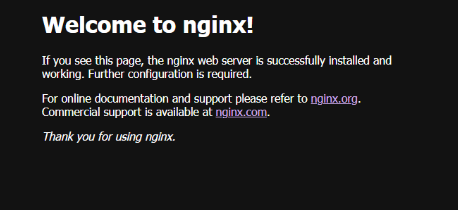 Welcome to nginx!
If you see this page, the nginx web server is successfully installed and
working. Further configuration is required.
For online documentation and support please refer to nginx.org.
Commercial support is available at nginx.com.
Thank you for using nginx.